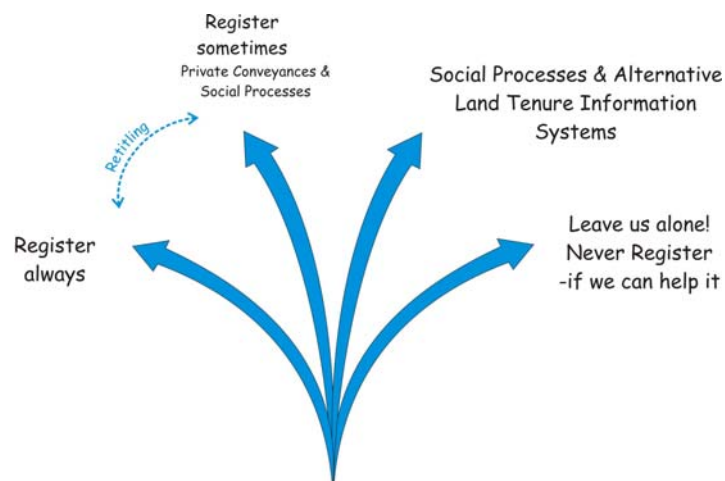 Register
sometimes
Private Conveyances &
Social Processes
Social Processes & Alternative
Land Tenure Information
Systems
Retitling
Register
always
Leave us alone!
Never Register
-if we can help it